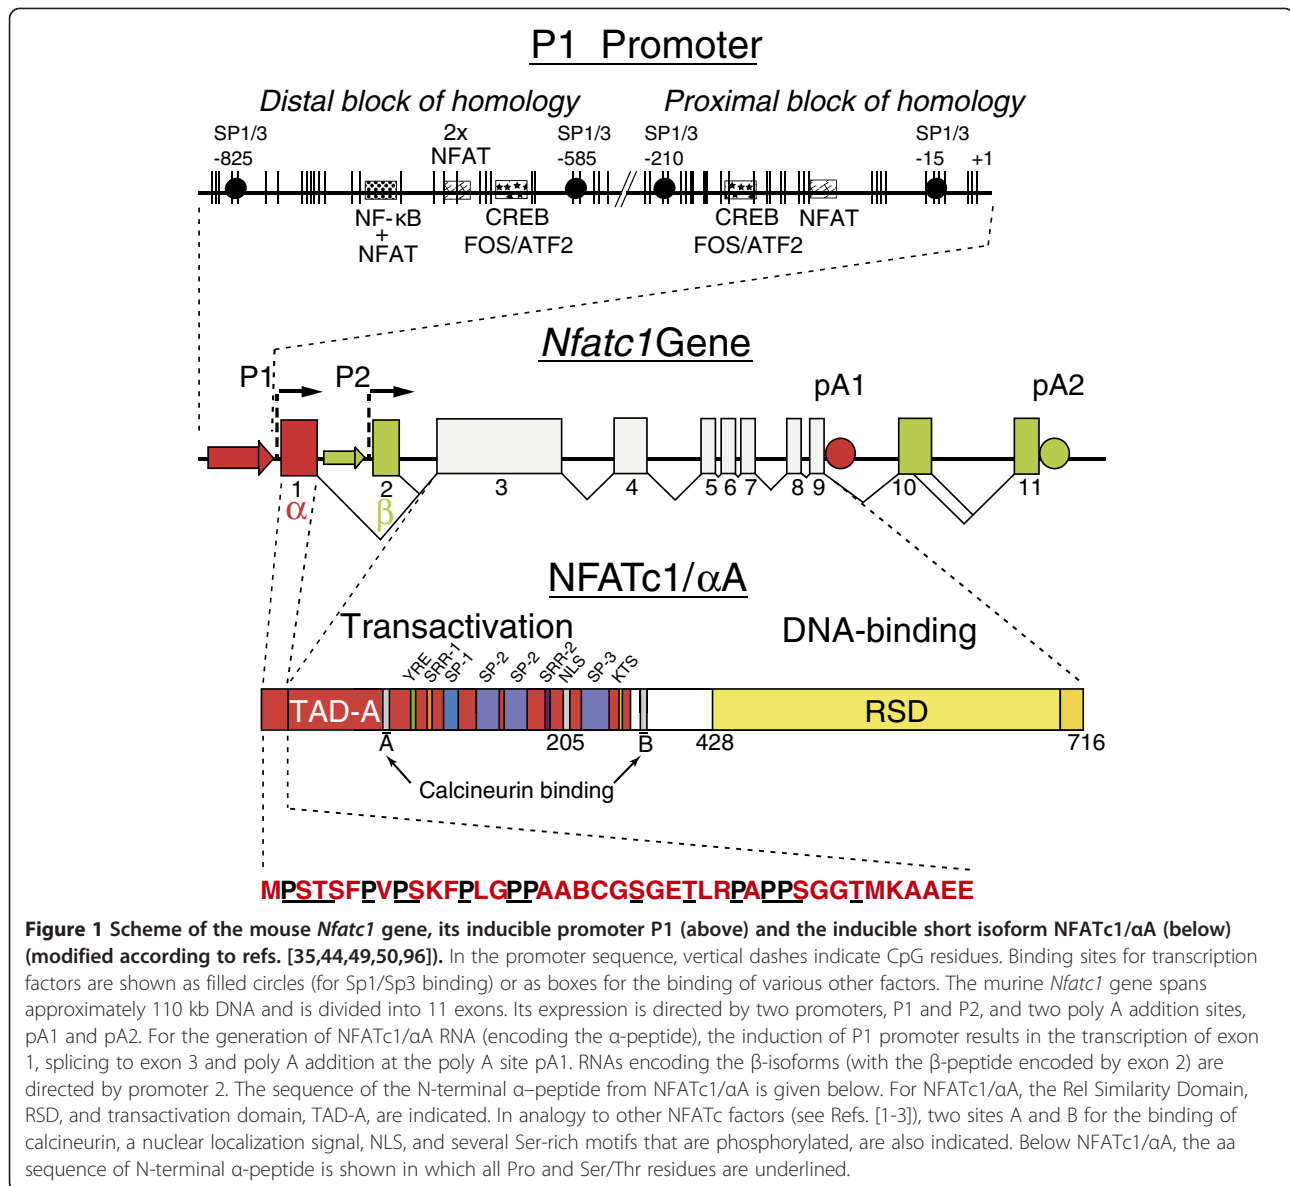 P1 Promoter
Distal block of homology
Proximal block of homology
SP1/3
-825
2x
NFAT
SP1/3
-585
SP1/3
-210
SP1/3
-15
+1
NF-κB
+
NFAT
CREB
FOS/ATF2
CREB
FOS/ATF2
NFAT
Nfatc1 Gene
P1
P2
pA1
pA2
1
2
3
4
5
6
7
8
9
10
11
α
β
NFATc1/αA
Transactivation
DNA-binding
YRE
SRR-1
SP-1
SP-2
SP-2
SRR-2
NLS
SP-3
KTS
TAD-A
RSD
A
205
B
428
716
Calcineurin binding
MPSTSFPVPSKFPLGPPAABCGSGETLRPAPPSGGTMKAAEE
Figure 1 Scheme of the mouse Nfatc1 gene, its inducible promoter P1 (above) and the inducible short isoform NFATc1/αA (below)
(modified according to refs. [35,44,49,50,96]). In the promoter sequence, vertical dashes indicate CpG residues. Binding sites for transcription
factors are shown as filled circles (for Sp1/Sp3 binding) or as boxes for the binding of various other factors. The murine Nfatc1 gene spans
approximately 110 kb DNA and is divided into 11 exons. Its expression is directed by two promoters, P1 and P2, and two poly A addition sites,
pA1 and pA2. For the generation of NFATc1/αA RNA (encoding the α-peptide), the induction of P1 promoter results in the transcription of exon
1, splicing to exon 3 and poly A addition at the poly A site pA1. RNAs encoding the β-isoforms (with the β-peptide encoded by exon 2) are
directed by promoter 2. The sequence of the N-terminal α–peptide from NFATc1/αA is given below. For NFATc1/αA, the Rel Similarity Domain,
RSD, and transactivation domain, TAD-A, are indicated. In analogy to other NFATc factors (see Refs. [1-3]), two sites A and B for the binding of
calcineurin, a nuclear localization signal, NLS, and several Ser-rich motifs that are phosphorylated, are also indicated. Below NFATc1/αA, the aa
sequence of N-terminal α-peptide is shown in which all Pro and Ser/Thr residues are underlined.